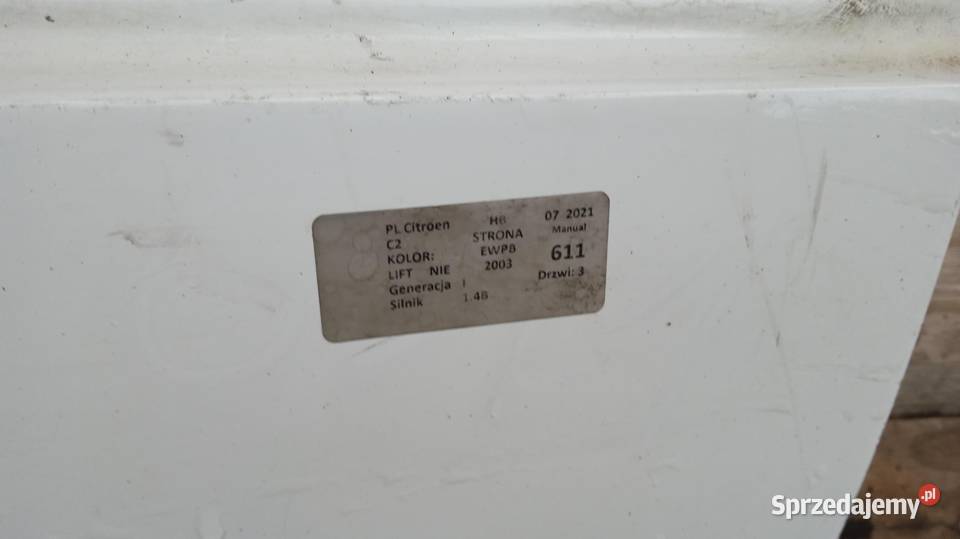 PL Citroen HB 07 2021
C2 STRONA Manual
KOLOR: EWPB 611
LIFT NIE 2003 Drzwi: 3
Generacja I
Silnik 1.4B
Sprzedajemy.pl